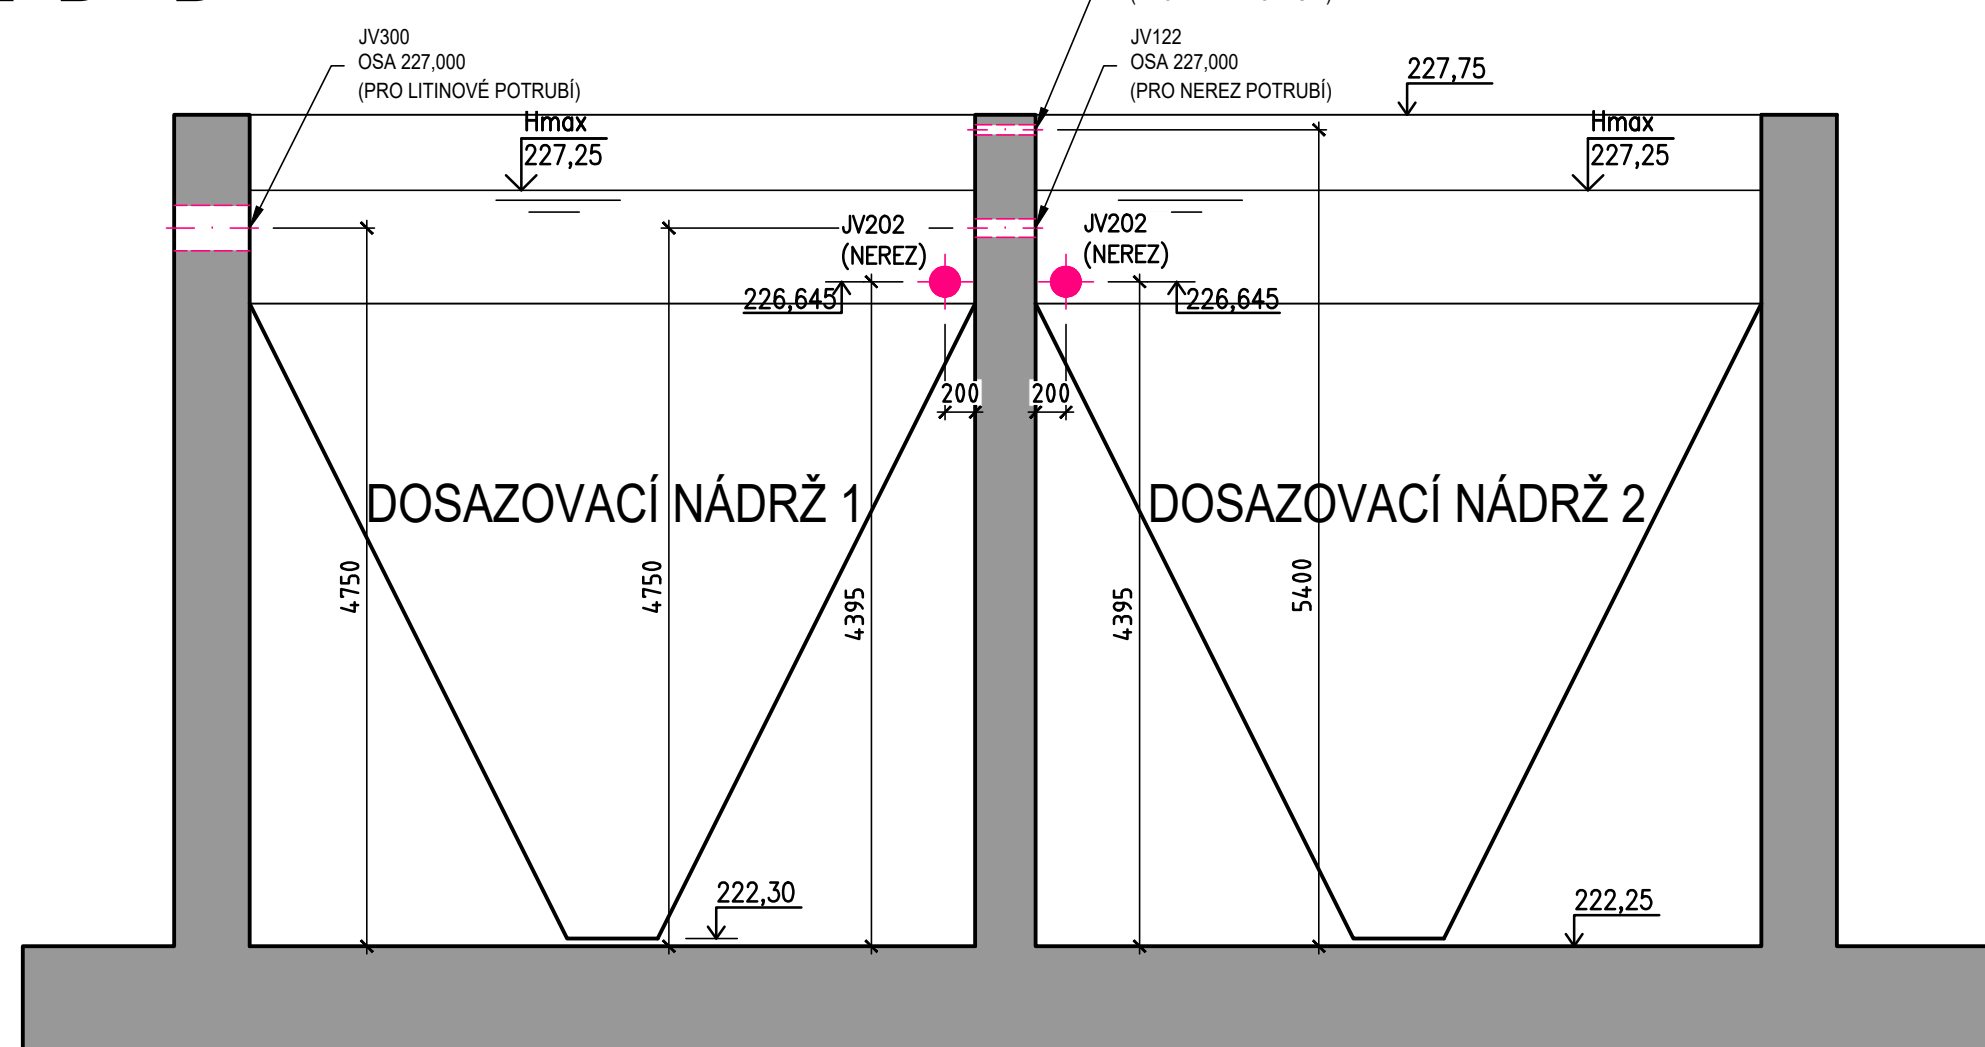 JV300
OSA 227,000
(PRO LITINOVÉ POTRUBÍ)
JV122
OSA 227,000
(PRO NEREZ POTRUBÍ)
227,75
Hmax
227,25
Hmax
227,25
JV202
(NEREZ)
JV202
(NEREZ)
226,645
226,645
200
200
DOSAZOVACÍ NÁDRŽ 1
DOSAZOVACÍ NÁDRŽ 2
4750
4750
4395
4395
5400
222,30
222,25